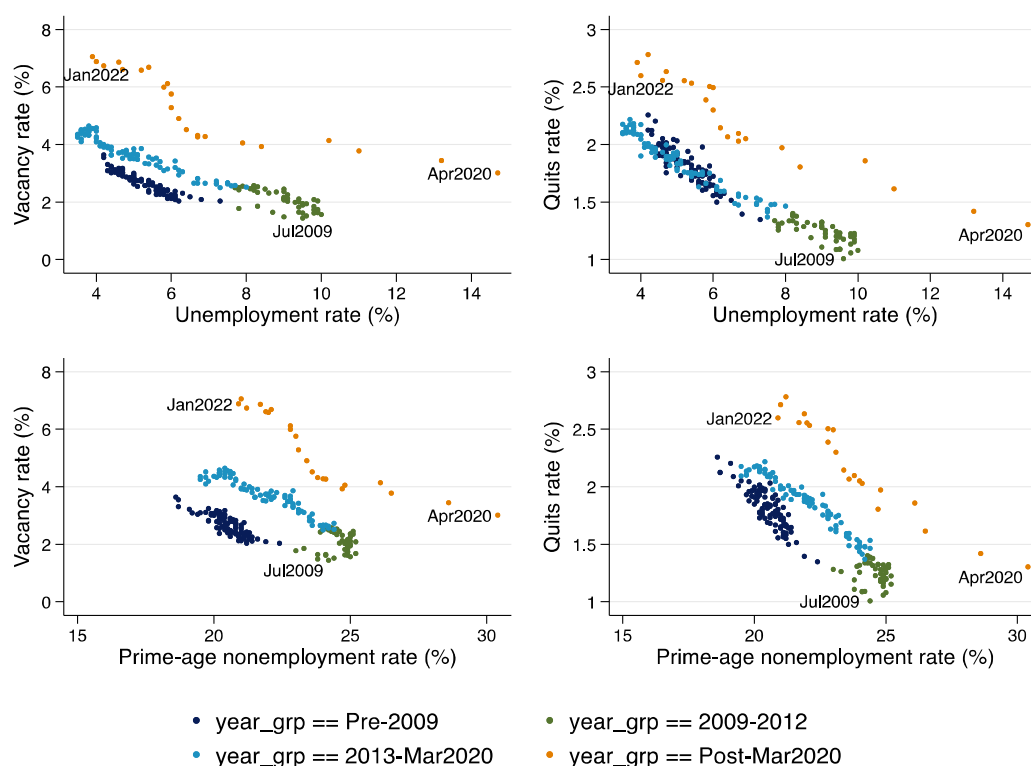 8
6
4
2
0
Vacancy rate (%)
Jan2022
Apr2020
Jul2009
4 6 8 10 12 14
Unemployment rate (%)
3
2.5
2
1.5
1
Quits rate (%)
Jan2022
Apr2020
Jul2009
4 6 8 10 12 14
Unemployment rate (%)
8
6
4
2
0
Vacancy rate (%)
Jan2022
Apr2020
Jul2009
15 20 25 30
Prime-age nonemployment rate (%)
3
2.5
2
1.5
1
Quits rate (%)
Jan2022
Apr2020
Jul2009
15 20 25 30
Prime-age nonemployment rate (%)
year_grp == Pre-2009
year_grp == 2009-2012
year_grp == 2013-Mar2020
year_grp == Post-Mar2020